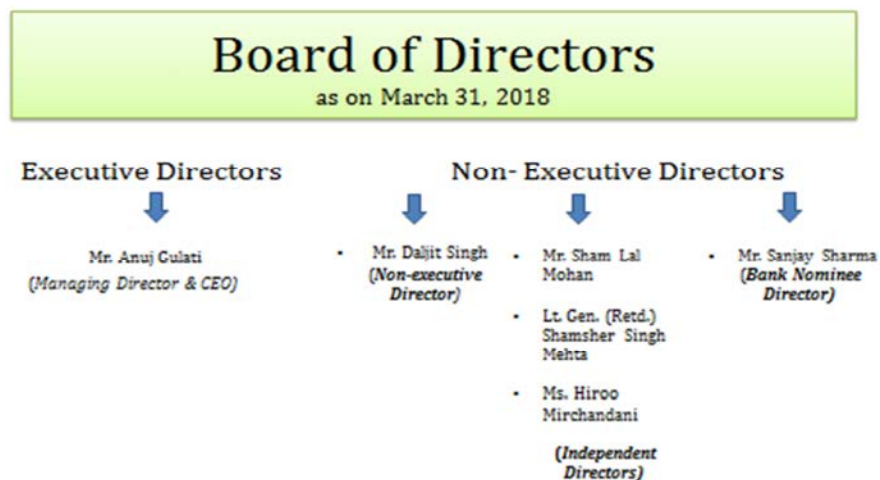 Board of Directors
as on March 31, 2018
Executive Directors
Mr. Anuj Gulati
(Managing Director & CEO)
Non- Executive Directors
▪ Mr. Daljit Singh
(Non-executive
Director)
▪ Mr. Sham Lal
Mohan
▪ Lt. Gen. (Retd.)
Shamsher Singh
Mehta
▪ Ms. Hiroo
Mirchandani
(Independent
Directors)
▪ Mr. Sanjay Sharma
(Bank Nominee
Director)